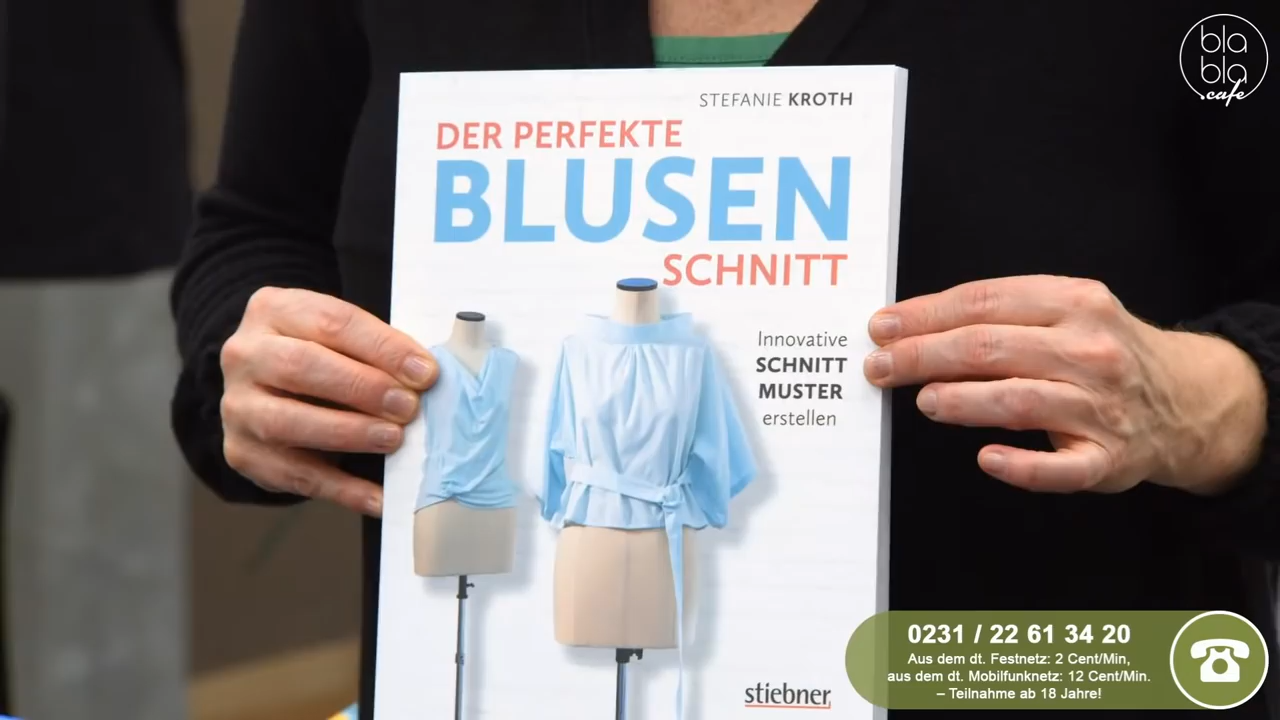 bla
bla
.cafe
STEFANIE KROTH
DER PERFEKTE
BLUSEN
SCHNITT
Innovative
SCHNITT
MUSTER
erstellen
stiebner
0231 / 22 61 34 20
Aus dem dt. Festnetz: 2 Cent/Min,
aus dem dt. Mobilfunknetz: 12 Cent/Min.
– Teilnahme ab 18 Jahre!